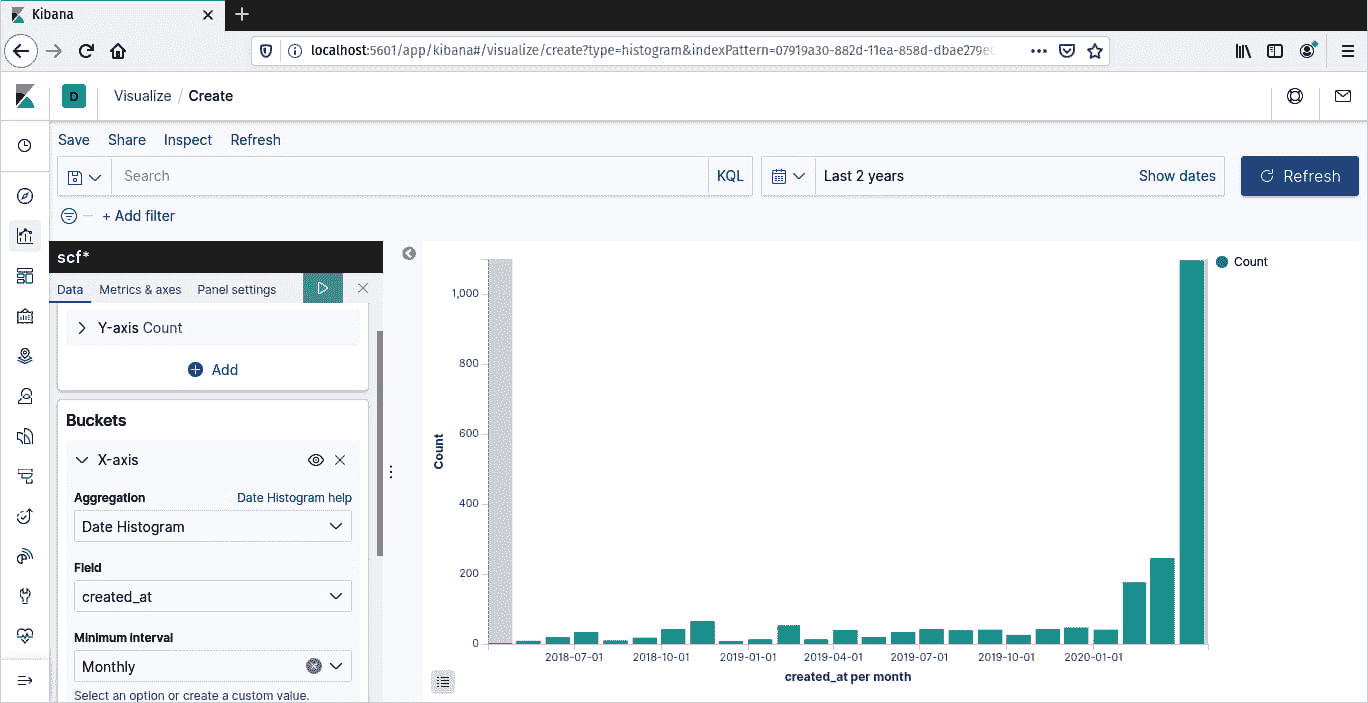 Kibana
localhost:5601/app/kibana#/visualize/create?type=histogram&indexPattern=07919a30-882d-11ea-858d-dbae279e
D Visualize / Create
Save Share Inspect Refresh
Search KQL Last 2 years Show dates Refresh
+ Add filter
scf*
Data Metrics & axes Panel settings
Y-axis Count
Add
Buckets
X-axis
Aggregation Date Histogram help
Date Histogram
Field
created_at
Minimum interval
Monthly
Select an option or create a custom value.
Count
1,000
800
600
400
200
0
Count
2018-07-01 2018-10-01 2019-01-01 2019-04-01 2019-07-01 2019-10-01 2020-01-01
created_at per month